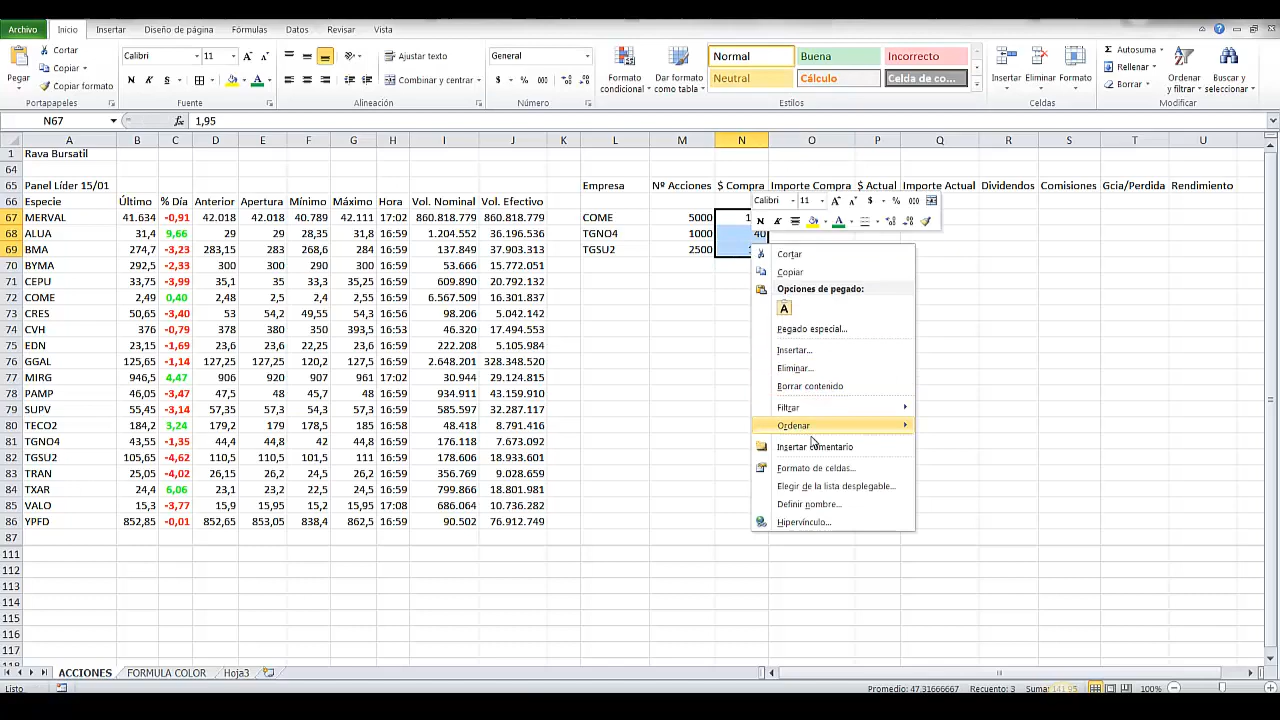 Archivo Inicio Insertar Diseño de página Fórmulas Datos Revisar Vista
Pegar Cortar Copiar Copiar formato Portapapeles
Calibri 11 N K S Fuente
Ajustar texto Combinar y centrar Alineación
General $ % 000 Número
Formato condicional Dar formato como tabla
Normal Buena Incorrecto
Neutral Cálculo Celda de co... Estilos
Insertar Eliminar Formato Celdas
Autosuma Rellenar Borrar Ordenar y filtrar Buscar y seleccionar Modificar
N67 fx 1,95
A B C D E F G H I J K L M N O P Q R S T U
1 Rava Bursatil
64
65 Panel Líder 15/01 Empresa Nº Acciones $ Compra Importe Compra $ Actual Importe Actual Dividendos Comisiones Gcia/Perdida Rendimiento
66 Especie Último % Día Anterior Apertura Mínimo Máximo Hora Vol. Nominal Vol. Efectivo
67 MERVAL 41.634 -0,91 42.018 42.018 40.789 42.111 17:02 860.818.779 860.818.779 COME 5000
68 ALUA 31,4 9,66 29 29 28,35 31,8 16:59 1.204.552 36.196.536 TGNO4 1000 40
69 BMA 274,7 -3,23 283,15 283 268,6 284 16:59 137.849 37.903.313 TGSU2 2500
70 BYMA 292,5 -2,33 300 300 290 300 16:59 53.666 15.772.051
71 CEPU 33,75 -3,99 35,1 35 33,3 35,25 16:59 609.890 20.792.313
72 COME 2,49 0,40 2,48 2,5 2,4 2,55 16:59 6.567.509 16.301.837
73 CRES 50,65 -3,40 53 54,2 49,55 54,3 16:56 98.206 5.042.142
74 CVH 376 -0,79 378 380 350 393,5 16:53 46.320 17.494.553
75 EDN 23,15 -1,69 23,6 23,6 22,25 23,6 16:59 222.208 5.105.984
76 GGAL 125,65 -1,14 127,25 127,25 120,2 127,5 16:59 2.648.201 328.348.520
77 MIRG 946,5 4,47 906 920 907 961 17:02 30.944 29.124.815
78 PAMP 46,05 -3,47 47,5 48 45,7 48 16:59 934.911 43.159.910
79 SUPV 55,45 -3,14 57,35 57,3 54,3 57,3 16:59 585.597 32.287.117
80 TECO2 184,2 3,24 179,2 179 178,5 185 16:58 48.418 8.791.416
81 TGNO4 43,55 -1,35 44,4 44,8 42 44,8 16:59 176.118 7.673.092
82 TGSU2 105,65 -4,62 110,5 110,5 104,5 111 16:59 178.606 18.933.601
83 TRAN 25,05 -4,02 26,15 26,2 24,5 26,2 16:59 356.769 9.028.659
84 TXAR 24,4 6,06 23,1 23,2 22,5 24,5 16:59 799.866 18.801.981
85 VALO 15,3 -3,77 15,9 15,95 15 15,95 17:08 686.064 10.736.282
86 YPFD 852,85 -0,01 852,65 853,05 838,4 862,5 16:59 90.502 76.912.749
87
111
112
113
114
115
116
117
118
Calibri 11 A A $ % 000
N K A
Cortar
Copiar
Opciones de pegado:
A
Pegado especial...
Insertar...
Eliminar...
Borrar contenido
Filtrar
Ordenar
Insertar comentario
Formato de celdas...
Elegir de la lista desplegable...
Definir nombre...
Hipervínculo...
ACCIONES FORMULA COLOR Hoja3
Listo Promedio: 47,31666667 Recuento: 3 Suma: 141,95 100%